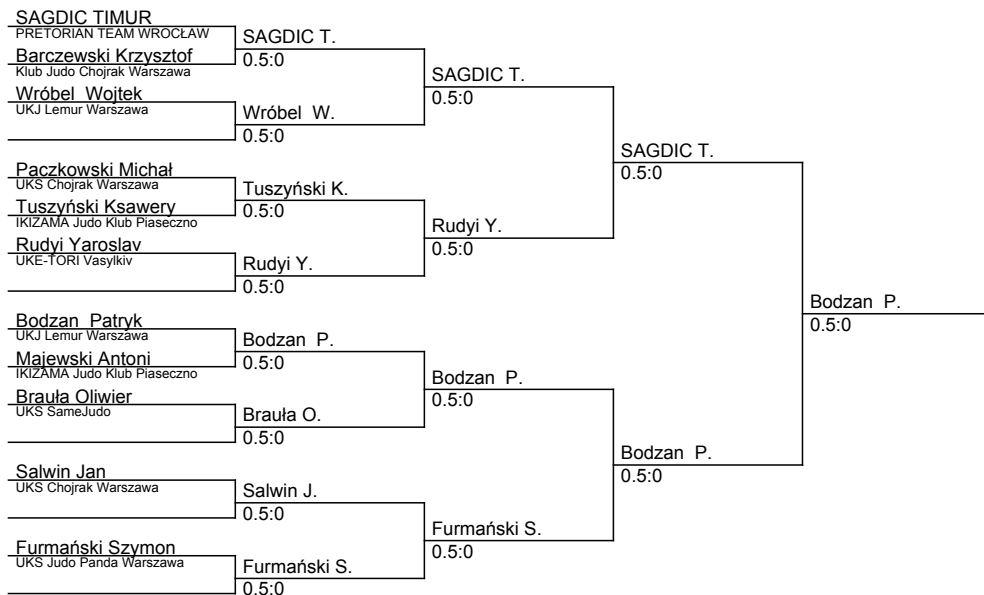 SAGDIC TIMUR
PRETORIAN TEAM WROCŁAW
Barczewski Krzysztof
Klub Judo Chojrak Warszawa
Wróbel  Wojtek
UKJ Lemur Warszawa
Paczkowski Michał
UKS Chojrak Warszawa
Tuszyński Ksawery
IKIZAMA Judo Klub Piaseczno
Rudyi Yaroslav
UKE-TORI Vasylkiv
Bodzan  Patryk
UKJ Lemur Warszawa
Majewski Antoni
IKIZAMA Judo Klub Piaseczno
Brauła Oliwier
UKS SameJudo
Salwin Jan
UKS Chojrak Warszawa
Furmański Szymon
UKS Judo Panda Warszawa
SAGDIC T.
0.5:0
Wróbel  W.
0.5:0
Tuszyński K.
0.5:0
Rudyi Y.
0.5:0
Bodzan  P.
0.5:0
Brauła O.
0.5:0
Salwin J.
0.5:0
Furmański S.
0.5:0
SAGDIC T.
0.5:0
Rudyi Y.
0.5:0
Bodzan  P.
0.5:0
Furmański S.
0.5:0
SAGDIC T.
0.5:0
Bodzan  P.
0.5:0
Bodzan  P.
0.5:0